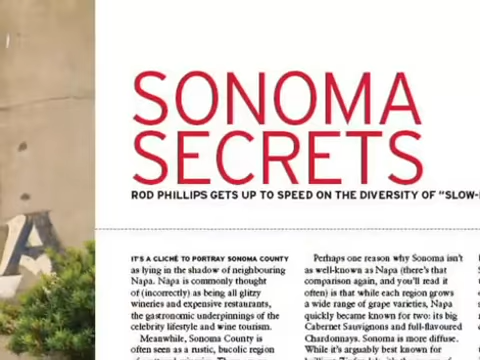 SONOMA
SECRETS
ROD PHILLIPS GETS UP TO SPEED ON THE DIVERSITY OF "SLOW-
IT'S A CLICHÉ TO PORTRAY SONOMA COUNTY
as lying in the shadow of neighbouring
Napa. Napa is commonly thought
of (incorrectly) as being all glitzy
wineries and expensive restaurants,
the gastronomic underpinnings of the
celebrity lifestyle and wine tourism.
Meanwhile, Sonoma County is
often seen as a rustic, bucolic region
Perhaps one reason why Sonoma isn't
as well-known as Napa (there's that
comparison again, and you'll read it
often) is that while each region grows
a wide range of grape varieties, Napa
quickly became known for two: its big
Cabernet Sauvignons and full-flavoured
Chardonnays. Sonoma is more diffuse.
While it's arguably best known for
A